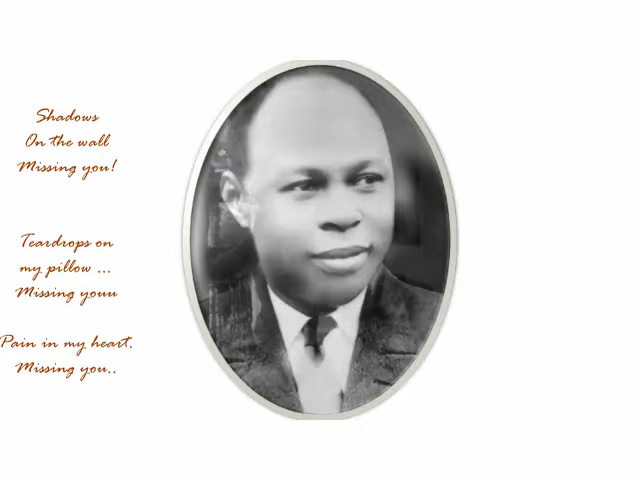 Shadows
On the wall
Missing you!
Teardrops on
my pillow ...
Missing youu
Pain in my heart.
Missing you..